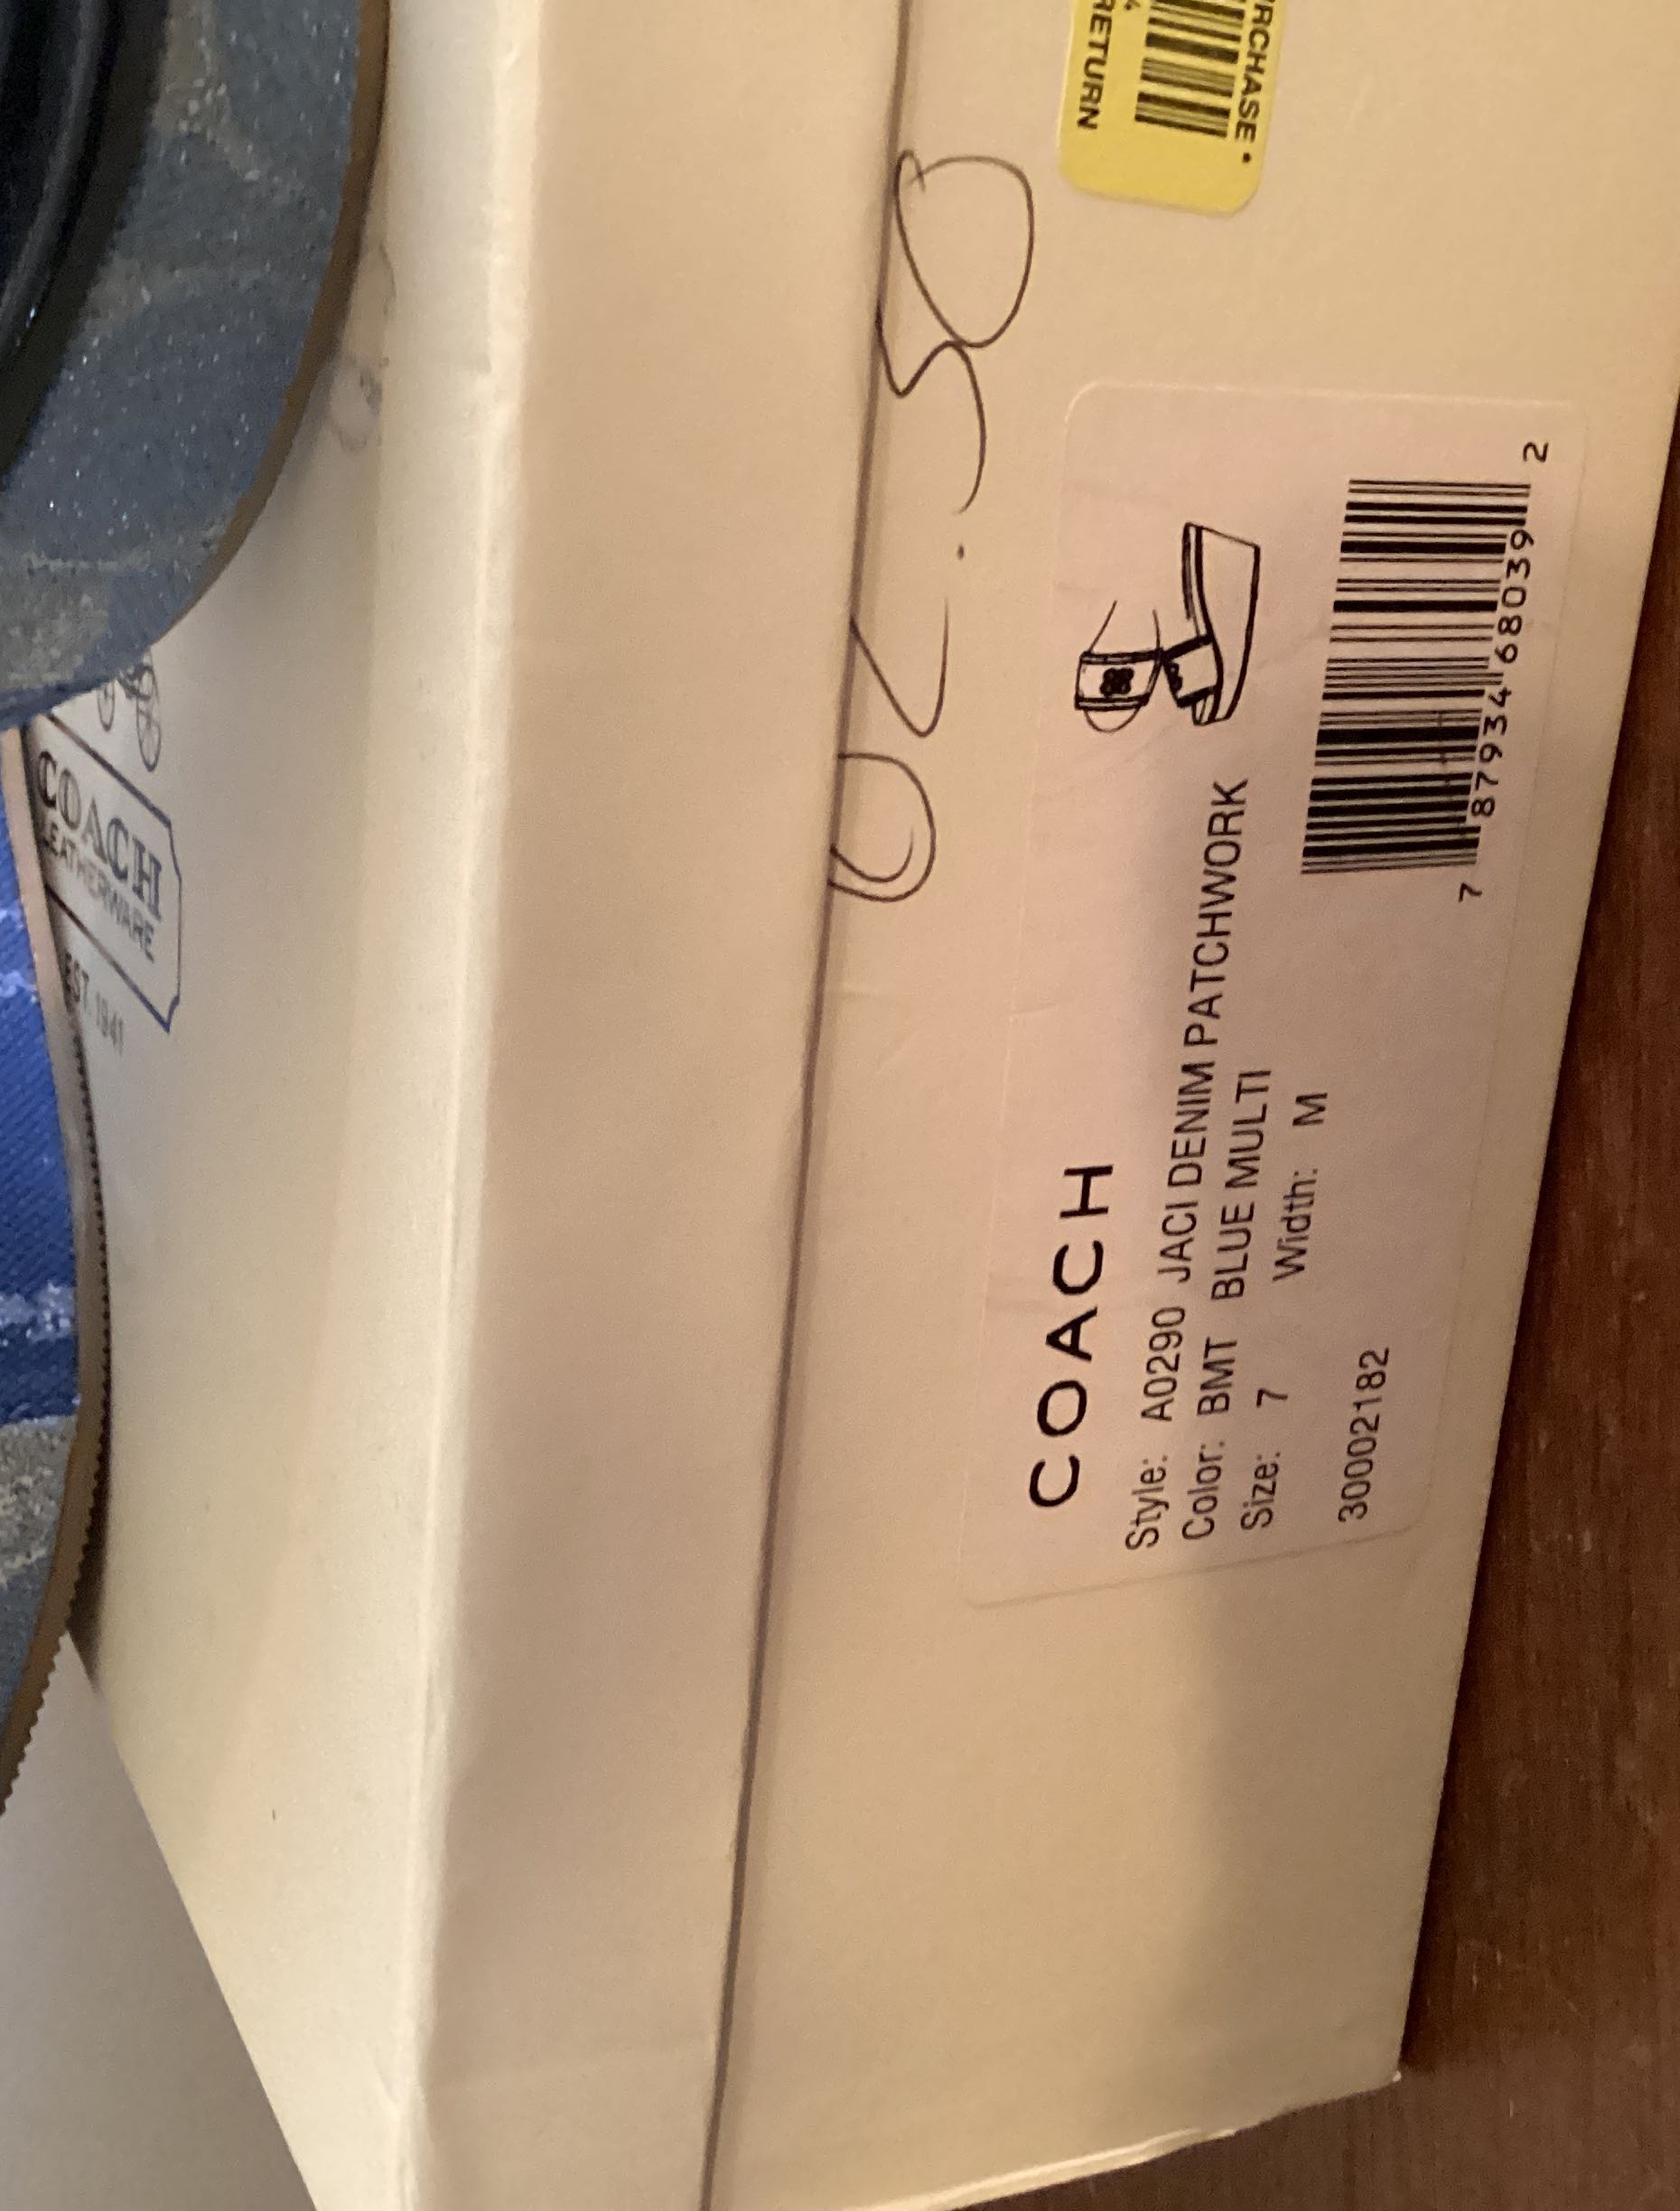 COACH
LEATHERWARE
EST. 1941
RETURN
COACH
Style: A0290 JACI DENIM PATCHWORK
Color: BMT BLUE MULTI
Size: 7 Width: M
30002182
7 87934 68039 2